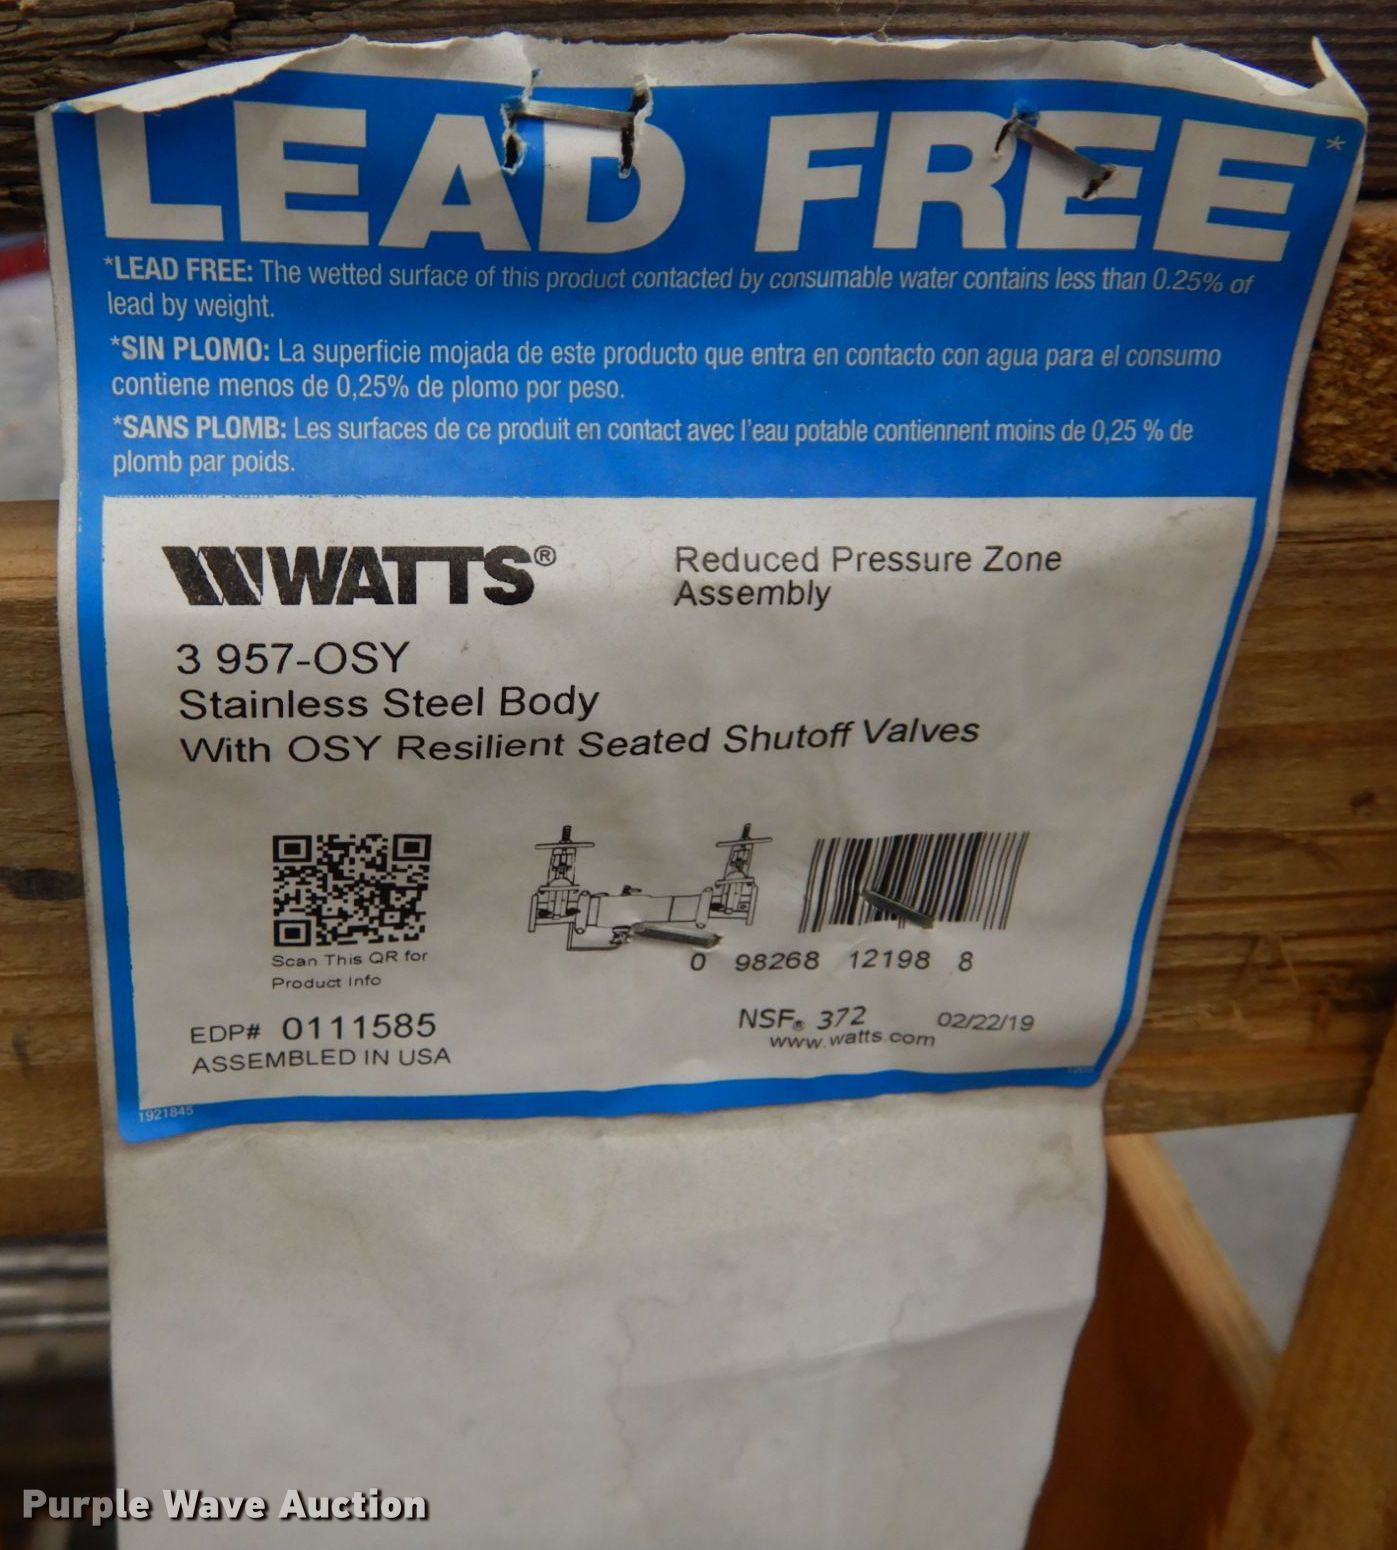 LEAD FREE*
*LEAD FREE: The wetted surface of this product contacted by consumable water contains less than 0.25% of
lead by weight.
*SIN PLOMO: La superficie mojada de este producto que entra en contacto con agua para el consumo
contiene menos de 0,25% de plomo por peso.
*SANS PLOMB: Les surfaces de ce produit en contact avec l'eau potable contiennent moins de 0,25 % de
plomb par poids.
WATTS®
Reduced Pressure Zone
Assembly
3 957-OSY
Stainless Steel Body
With OSY Resilient Seated Shutoff Valves
Scan This QR for
Product Info
0 98268 12198 8
EDP# 0111585
ASSEMBLED IN USA
NSF® 372 02/22/19
www.watts.com
1921845
Purple Wave Auction